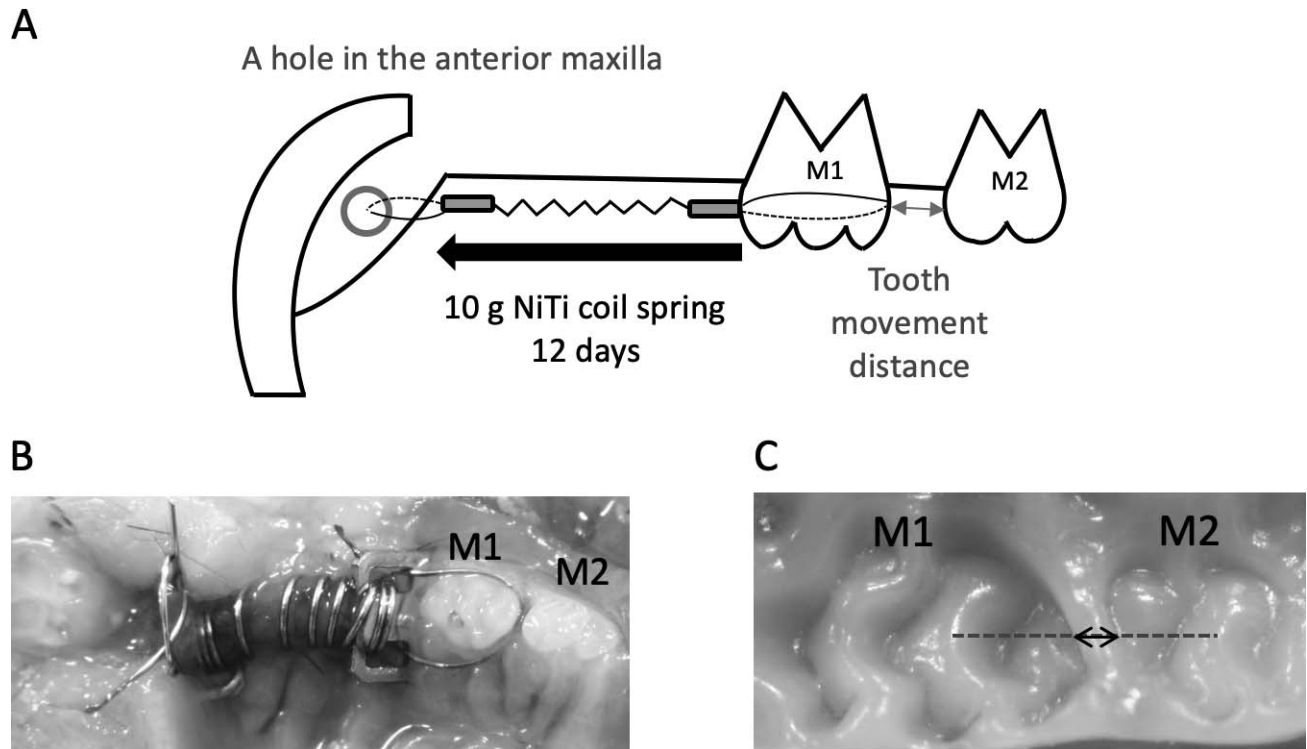 A
A hole in the anterior maxilla
M1
M2
10 g NiTi coil spring
12 days
Tooth
movement
distance
B
M1
M2
C
M1
M2